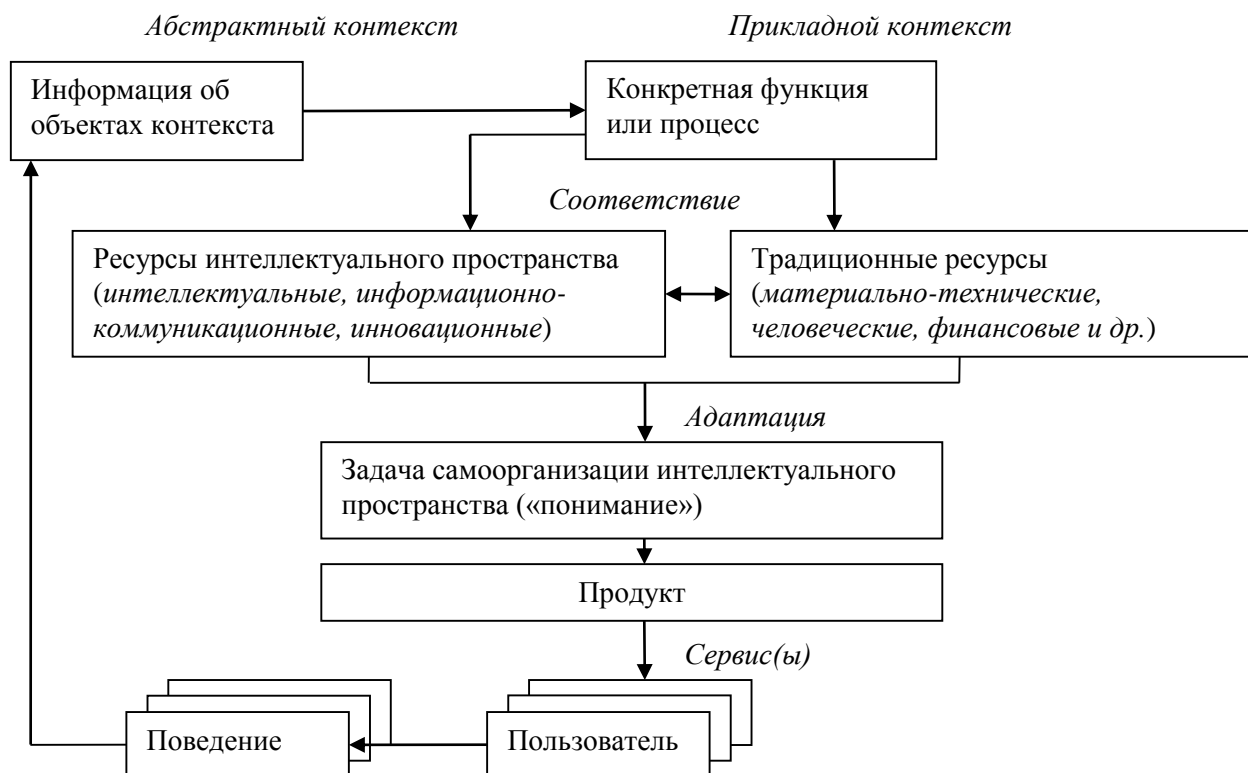 Абстрактный контекст
Прикладной контекст
Информация об
объектах контекста
Конкретная функция
или процесс
Соответствие
Ресурсы интеллектуального пространства
(интеллектуальные, информационно-
коммуникационные, инновационные)
Традиционные ресурсы
(материально-технические,
человеческие, финансовые и др.)
Адаптация
Задача самоорганизации интеллектуального
пространства («понимание»)
Продукт
Сервис(ы)
Поведение
Пользователь